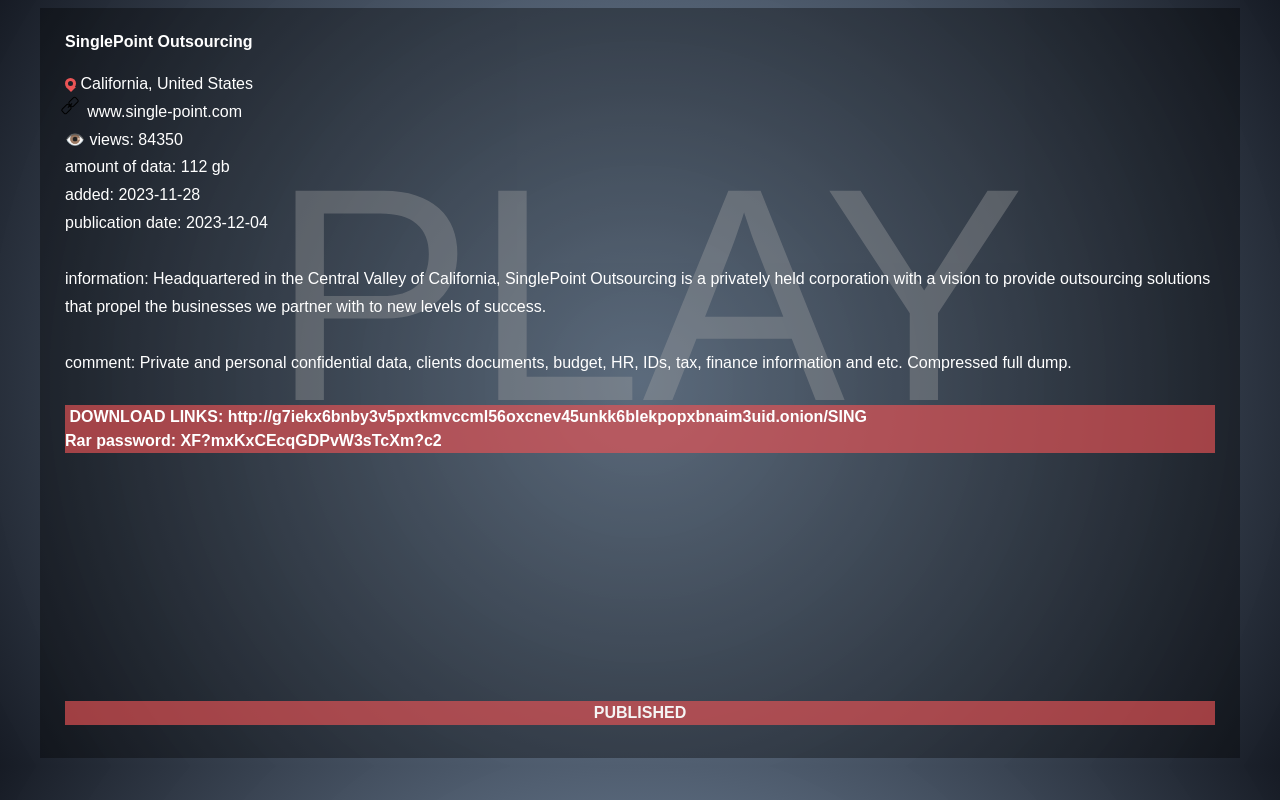 SinglePoint Outsourcing
California, United States
www.single-point.com
views: 84350
amount of data: 112 gb
added: 2023-11-28
publication date: 2023-12-04
PLAY
information: Headquartered in the Central Valley of California, SinglePoint Outsourcing is a privately held corporation with a vision to provide outsourcing solutions
that propel the businesses we partner with to new levels of success.
comment: Private and personal confidential data, clients documents, budget, HR, IDs, tax, finance information and etc. Compressed full dump.
DOWNLOAD LINKS: http://g7iekx6bnby3v5pxtkmvccml56oxcnev45unkk6blekpopxbnaim3uid.onion/SING
Rar password: XF?mxKxCEcqGDPvW3sTcXm?c2
PUBLISHED